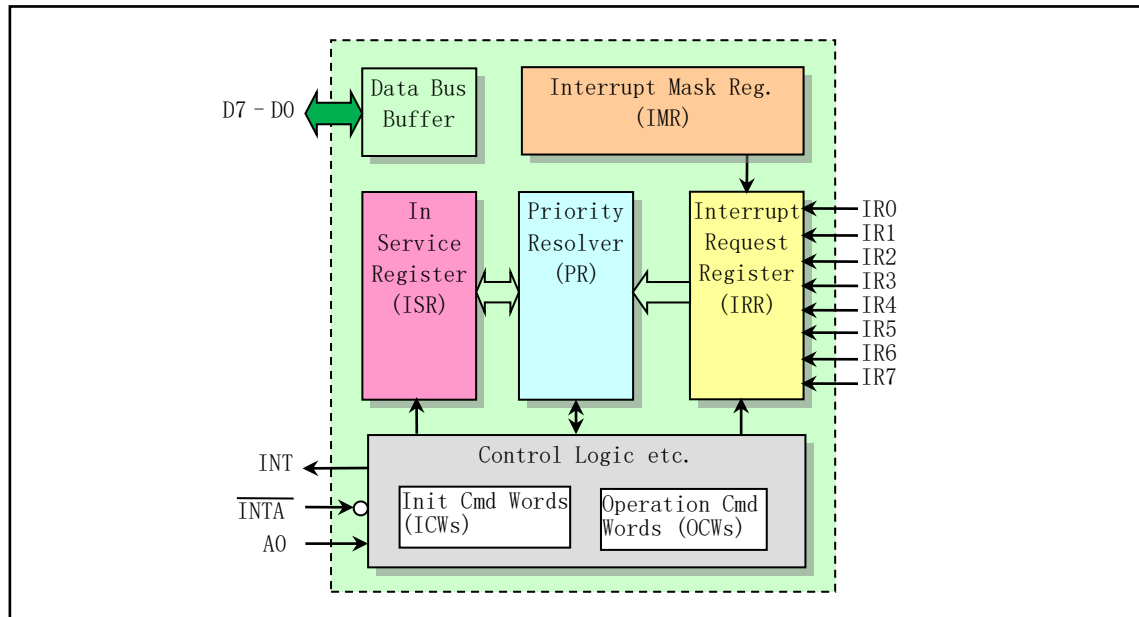 D7 - D0
Data Bus
Buffer
Interrupt Mask Reg.
(IMR)
In
Service
Register
(ISR)
Priority
Resolver
(PR)
Interrupt
Request
Register
(IRR)
IR0
IR1
IR2
IR3
IR4
IR5
IR6
IR7
INT
INTA
A0
Control Logic etc.
Init Cmd Words
(ICWs)
Operation Cmd
Words (OCWs)